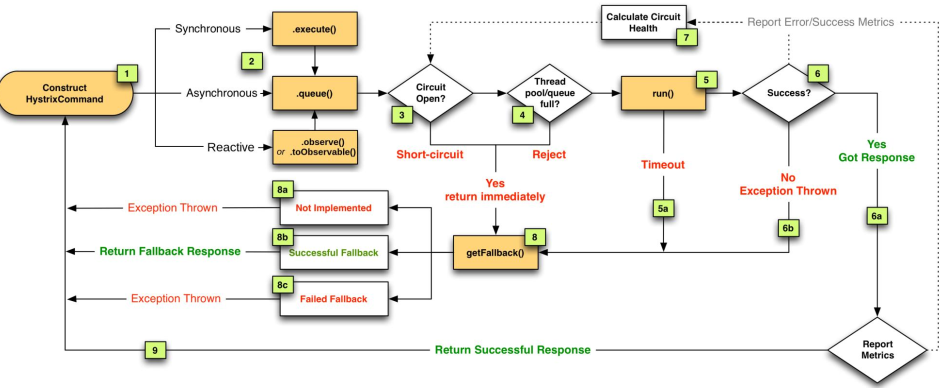 Calculate Circuit
Health
7
Report Error/Success Metrics
Synchronous
.execute()
2
1
Construct
HystrixCommand
Asynchronous
.queue()
Circuit
Open?
3
Thread
pool/queue
full?
4
5
run()
6
Success?
Reactive
.observe()
or .toObservable()
Short-circuit
Reject
Timeout
Yes
Got Response
Yes
return immediately
No
Exception Thrown
5a
6b
6a
8a
Exception Thrown
Not Implemented
8b
Return Fallback Response
Successful Fallback
8
getFallback()
8c
Exception Thrown
Failed Fallback
9
Return Successful Response
Report
Metrics